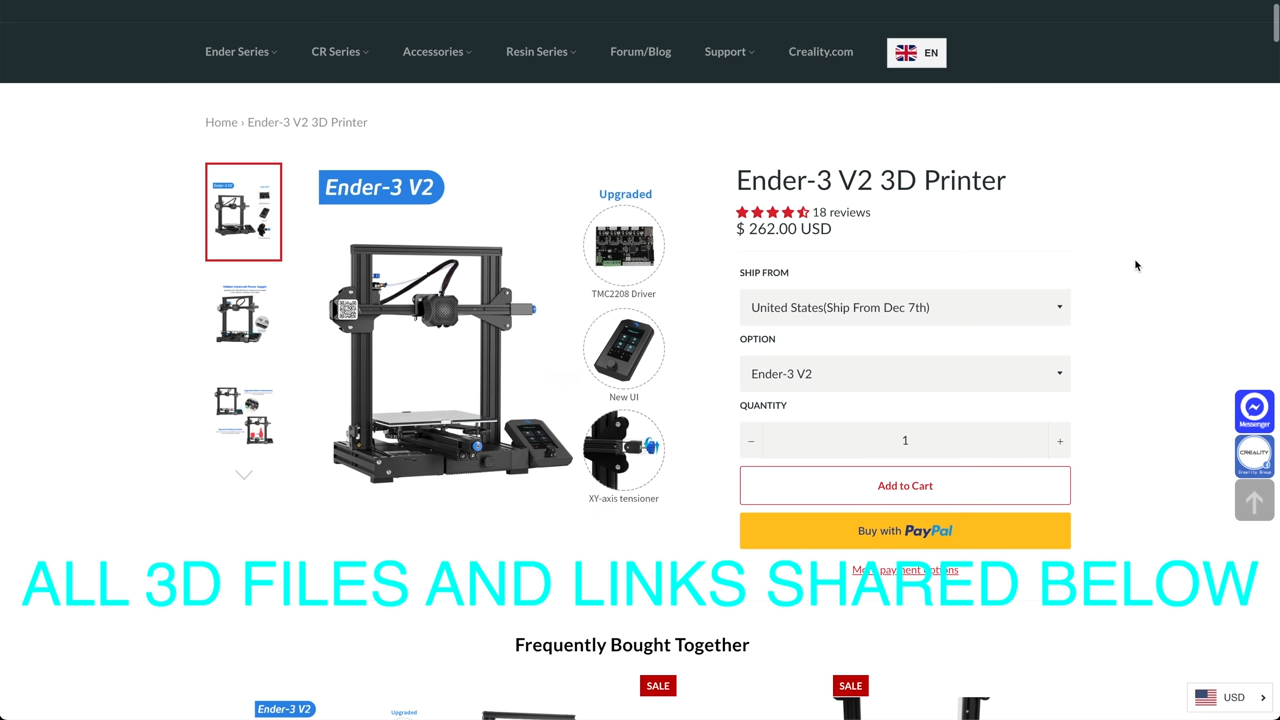 Ender Series
CR Series
Accessories
Resin Series
Forum/Blog
Support
Creality.com
EN
Home › Ender-3 V2 3D Printer
Ender-3 V2
Upgraded
TMC2208 Driver
New UI
XY-axis tensioner
Ender-3 V2 3D Printer
18 reviews
$ 262.00 USD
SHIP FROM
United States(Ship From Dec 7th)
OPTION
Ender-3 V2
QUANTITY
− 1 +
Add to Cart
Buy with PayPal
More payment options
Messenger
CREALITY
Creality Group
ALL 3D FILES AND LINKS SHARED BELOW
Frequently Bought Together
SALE
SALE
Ender-3 V2
Upgraded
USD